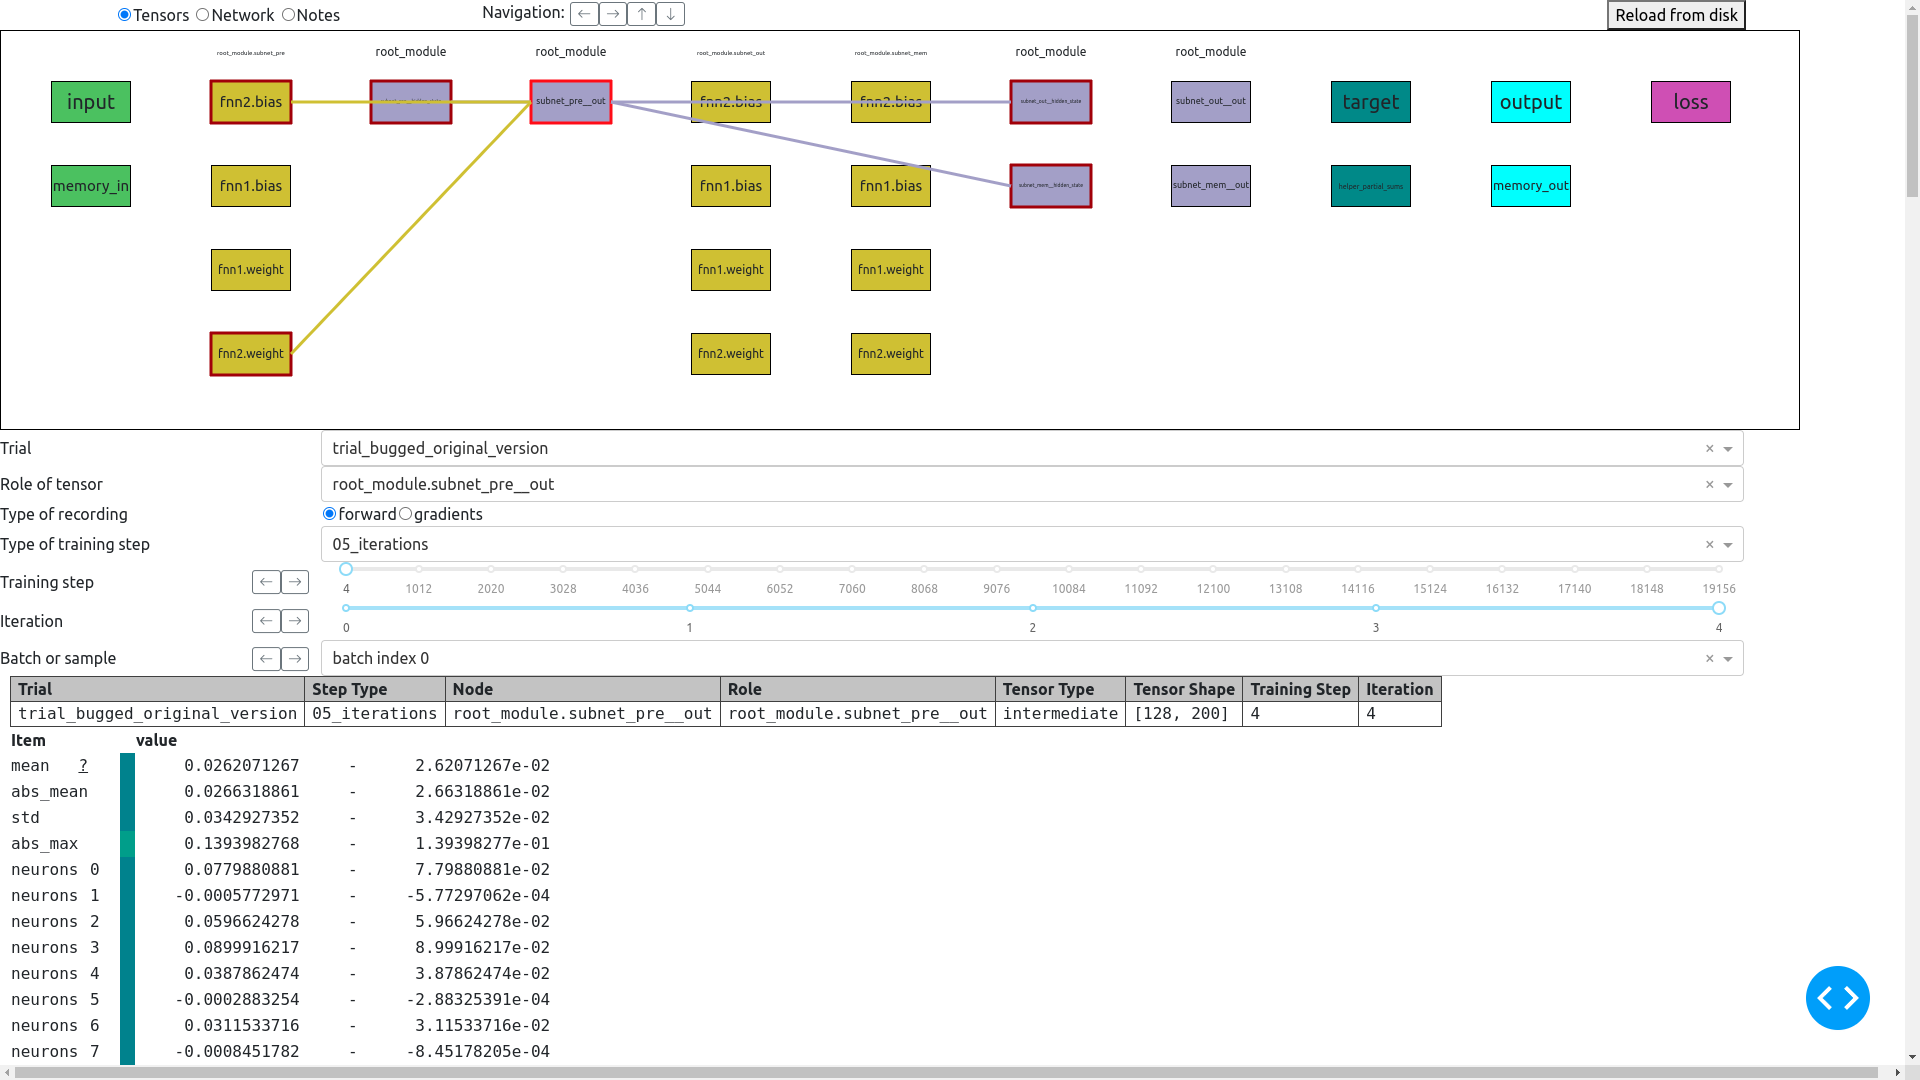 Tensors Network Notes Navigation: ← → ↑ ↓ Reload from disk
root_module.subnet_pre root_module root_module root_module.subnet_out root_module.subnet_mem root_module root_module
input fnn2.bias subnet_pre__out fnn2.bias fnn2.bias subnet_out__hidden_state subnet_out__out target output loss
memory_in fnn1.bias fnn1.bias fnn1.bias subnet_mem__hidden_state subnet_mem__out helper_partial_sums memory_out
fnn1.weight fnn1.weight fnn1.weight
fnn2.weight fnn2.weight fnn2.weight
Trial trial_bugged_original_version
Role of tensor root_module.subnet_pre__out
Type of recording forward gradients
Type of training step 05_iterations
Training step ← → 4 1012 2020 3028 4036 5044 6052 7060 8068 9076 10084 11092 12100 13108 14116 15124 16132 17140 18148 19156
Iteration ← → 0 1 2 3 4
Batch or sample ← → batch index 0
Trial Step Type Node Role Tensor Type Tensor Shape Training Step Iteration
trial_bugged_original_version 05_iterations root_module.subnet_pre__out root_module.subnet_pre__out intermediate [128, 200] 4 4
Item value
mean ? 0.0262071267 - 2.62071267e-02
abs_mean 0.0266318861 - 2.66318861e-02
std 0.0342927352 - 3.42927352e-02
abs_max 0.1393982768 - 1.39398277e-01
neurons 0 0.0779880881 - 7.79880881e-02
neurons 1 -0.0005772971 - -5.77297062e-04
neurons 2 0.0596624278 - 5.96624278e-02
neurons 3 0.0899916217 - 8.99916217e-02
neurons 4 0.0387862474 - 3.87862474e-02
neurons 5 -0.0002883254 - -2.88325391e-04
neurons 6 0.0311533716 - 3.11533716e-02
neurons 7 -0.0008451782 - -8.45178205e-04